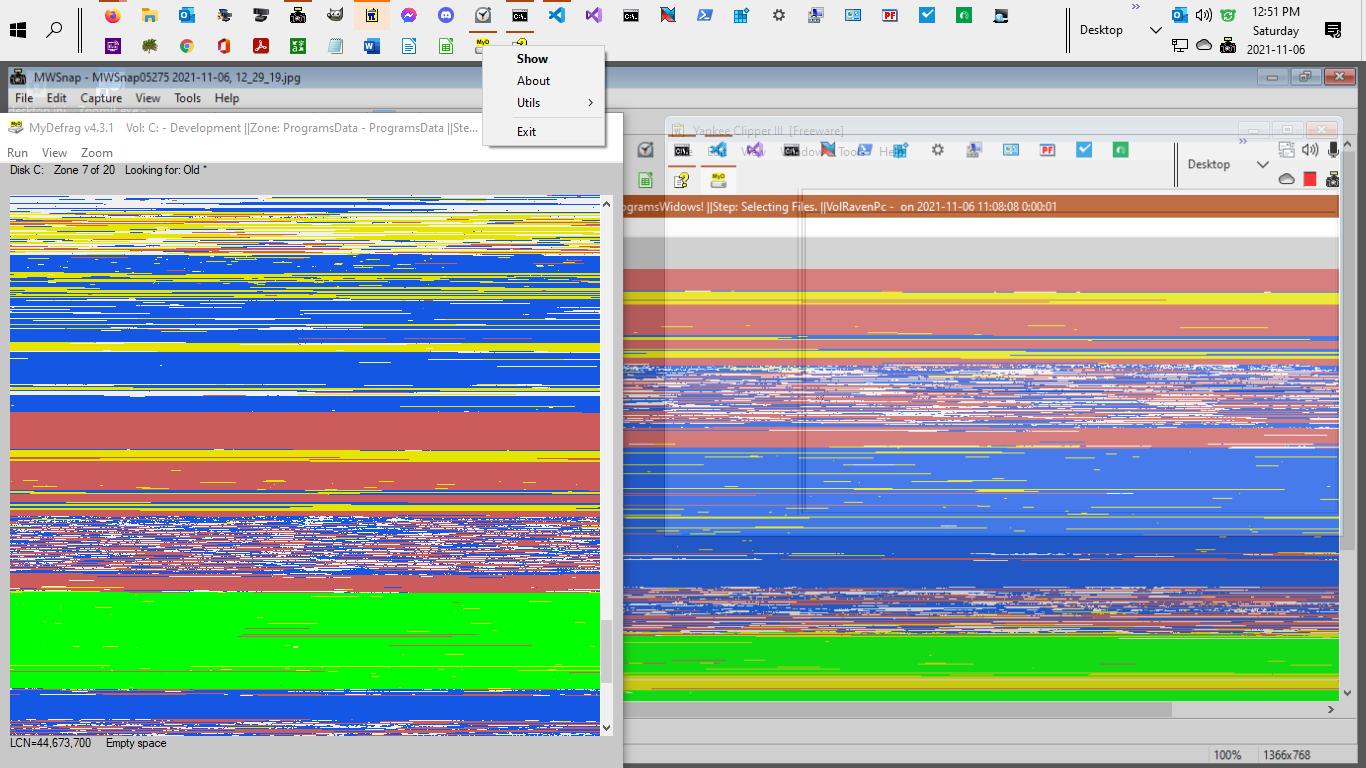 12:51 PM
Desktop
Saturday
2021-11-06
Show
About
Utils
Exit
MWSnap - MWSnap05275 2021-11-06, 12_29_19.jpg
File Edit Capture View Tools Help
MyDefrag v4.3.1 Vol: C: - Development ||Zone: ProgramsData - ProgramsData ||Ste...
Yankee Clipper III [Freeware]
Run View Zoom
Help
Desktop
Disk C: Zone 7 of 20 Looking for: Old *
ogramsWidows! ||Step: Selecting Files. ||VolRavenPc - on 2021-11-06 11:08:08 0:00:01
LCN=44,673,700 Empty space
100% 1366x768